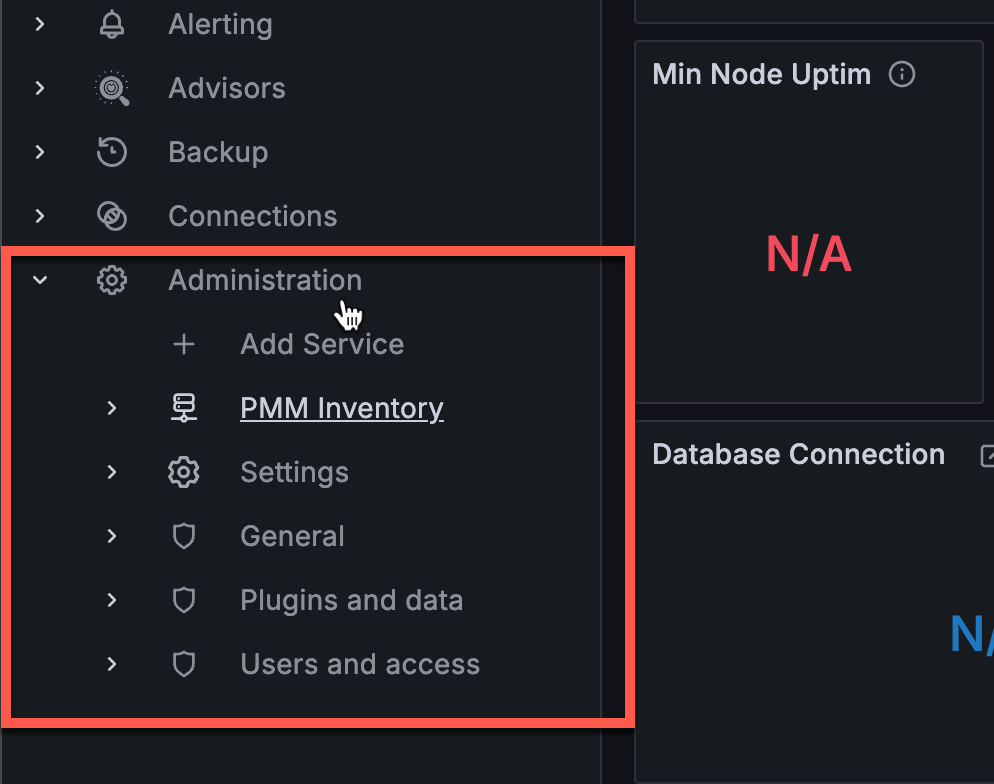 Alerting
Advisors
Backup
Connections
Administration
Add Service
PMM Inventory
Settings
General
Plugins and data
Users and access
Min Node Uptim
N/A
Database Connection
N/